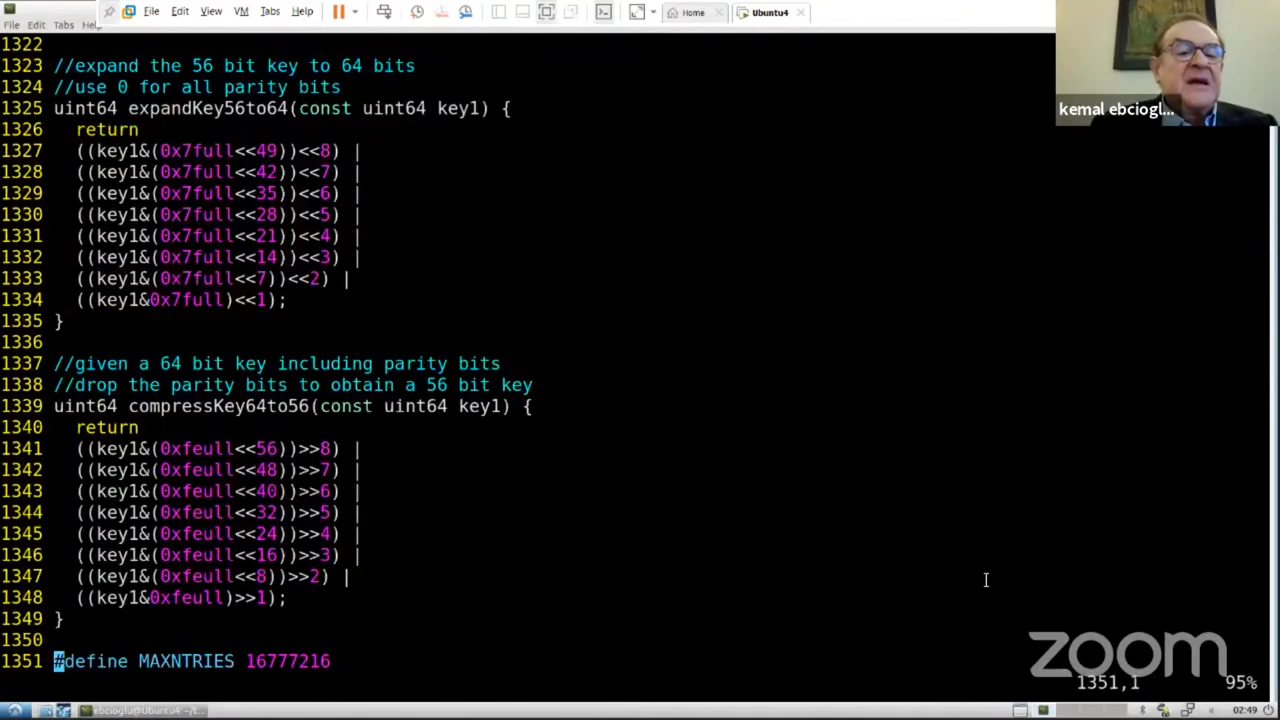 File Edit View VM Tabs Help Home Ubuntu4
File Edit Tabs Help
kemal ebciogl...
1322
1323 //expand the 56 bit key to 64 bits
1324 //use 0 for all parity bits
1325 uint64 expandKey56to64(const uint64 key1) {
1326 return
1327 ((key1&(0x7full<<49))<<8) |
1328 ((key1&(0x7full<<42))<<7) |
1329 ((key1&(0x7full<<35))<<6) |
1330 ((key1&(0x7full<<28))<<5) |
1331 ((key1&(0x7full<<21))<<4) |
1332 ((key1&(0x7full<<14))<<3) |
1333 ((key1&(0x7full<<7))<<2) |
1334 ((key1&0x7full)<<1);
1335 }
1336
1337 //given a 64 bit key including parity bits
1338 //drop the parity bits to obtain a 56 bit key
1339 uint64 compressKey64to56(const uint64 key1) {
1340 return
1341 ((key1&(0xfeull<<56))>>8) |
1342 ((key1&(0xfeull<<48))>>7) |
1343 ((key1&(0xfeull<<40))>>6) |
1344 ((key1&(0xfeull<<32))>>5) |
1345 ((key1&(0xfeull<<24))>>4) |
1346 ((key1&(0xfeull<<16))>>3) |
1347 ((key1&(0xfeull<<8))>>2) |
1348 ((key1&0xfeull)>>1);
1349 }
1350
1351 #define MAXNTRIES 16777216
zoom
1351,1 95%
ebcioglu@Ubuntu4: ~/t... 02:49